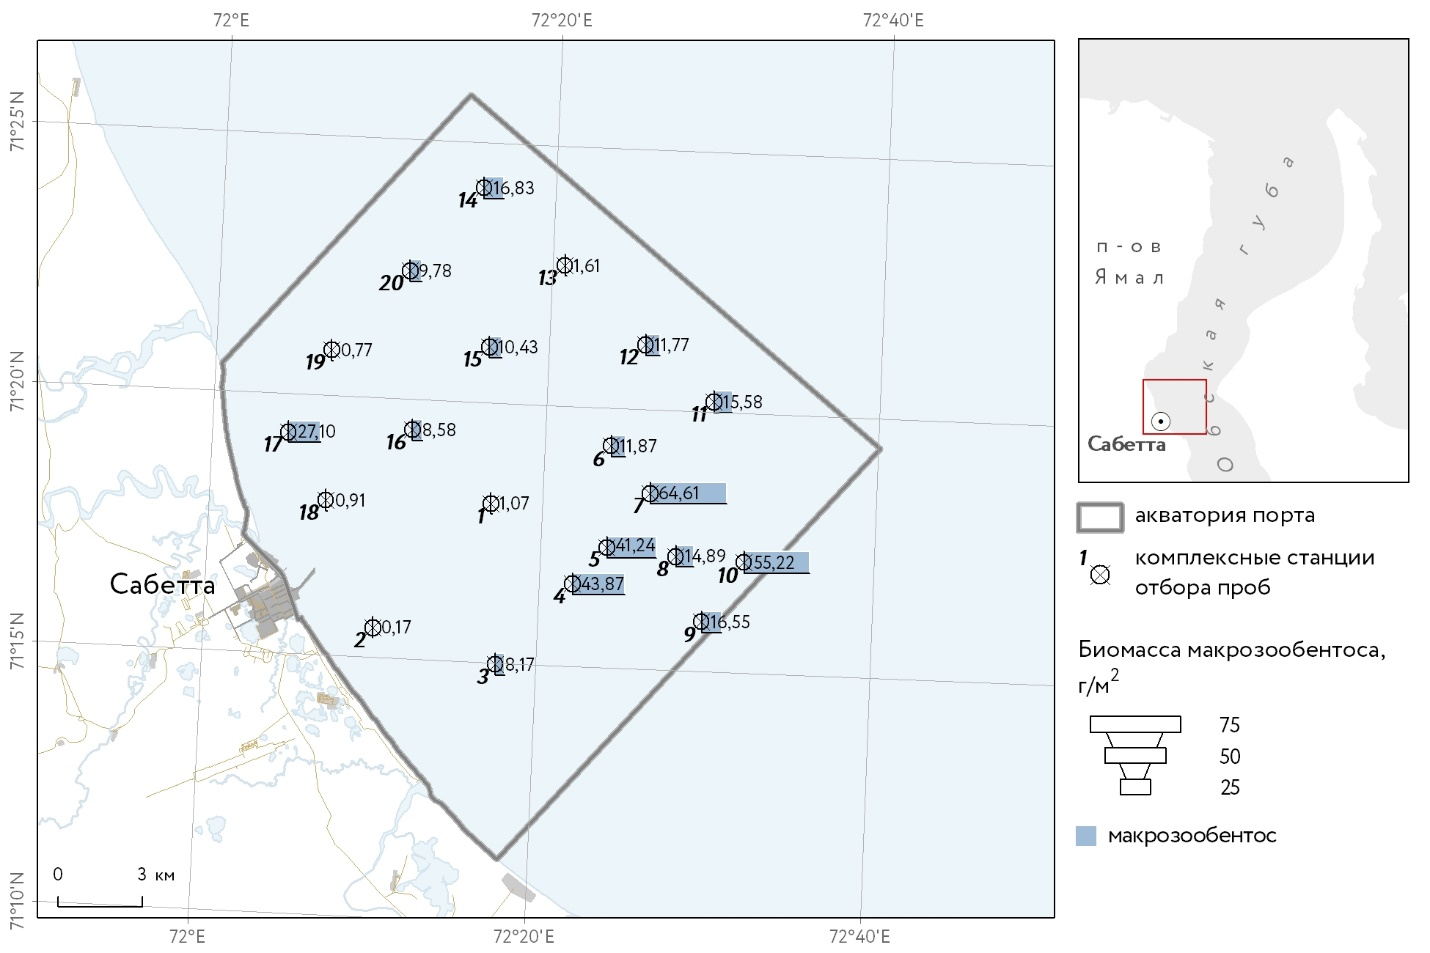 72°E 72°20'E 72°40'E
71°25'N
14 16,83
20 9,78
13 1,61
19 0,77
15 10,43
12 11,77
71°20'N
11 15,58
17 27,10
16 8,58
6 11,87
18 0,91
1 1,07
7 64,61
5 41,24
8 14,89
10 55,22
4 43,87
Сабетта
9 16,55
2 0,17
71°15'N
3 8,17
0 3 км
71°10'N
72°E 72°20'E 72°40'E
п-ов
Ямал
Обская губа
Сабетта
акватория порта
1 комплексные станции
отбора проб
Биомасса макрозообентоса,
г/м²
75
50
25
макрозообентос